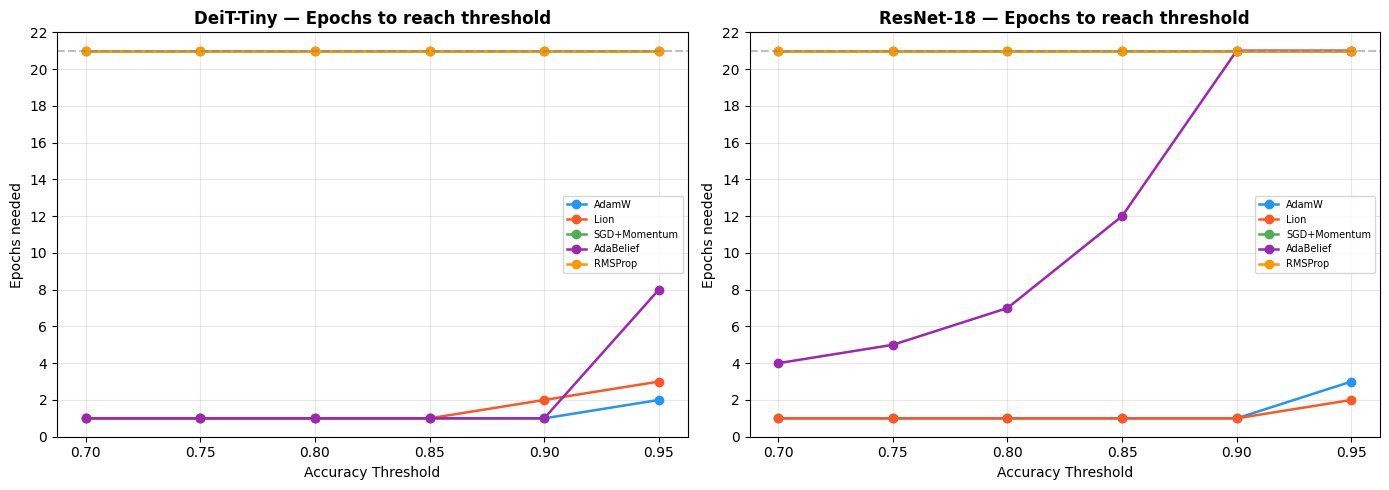 DeiT-Tiny — Epochs to reach threshold
Epochs needed
22
20
18
16
14
12
10
8
6
4
2
0
AdamW
Lion
SGD+Momentum
AdaBelief
RMSProp
0.70 0.75 0.80 0.85 0.90 0.95
Accuracy Threshold
ResNet-18 — Epochs to reach threshold
Epochs needed
22
20
18
16
14
12
10
8
6
4
2
0
AdamW
Lion
SGD+Momentum
AdaBelief
RMSProp
0.70 0.75 0.80 0.85 0.90 0.95
Accuracy Threshold